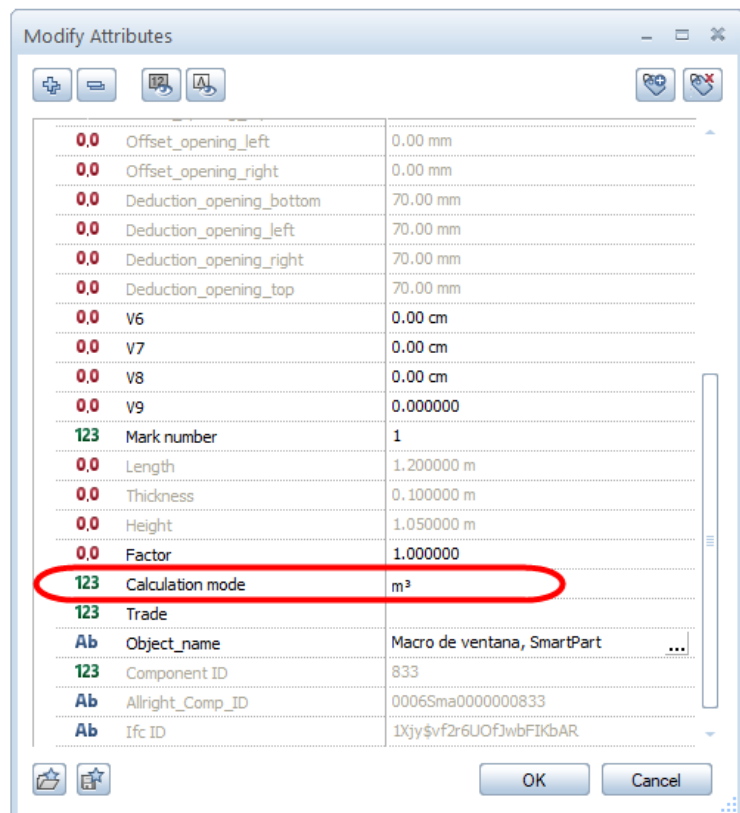 Modify Attributes
0,0 Offset_opening_left 0.00 mm
0,0 Offset_opening_right 0.00 mm
0,0 Deduction_opening_bottom 70.00 mm
0,0 Deduction_opening_left 70.00 mm
0,0 Deduction_opening_right 70.00 mm
0,0 Deduction_opening_top 70.00 mm
0,0 V6 0.00 cm
0,0 V7 0.00 cm
0,0 V8 0.00 cm
0,0 V9 0.000000
123 Mark number 1
0,0 Length 1.200000 m
0,0 Thickness 0.100000 m
0,0 Height 1.050000 m
0,0 Factor 1.000000
123 Calculation mode m³
123 Trade
Ab Object_name Macro de ventana, SmartPart ...
123 Component ID 833
Ab Allright_Comp_ID 0006Sma0000000833
Ab Ifc ID 1Xjy$vf2r6UOfJwbFIKbAR
OK Cancel